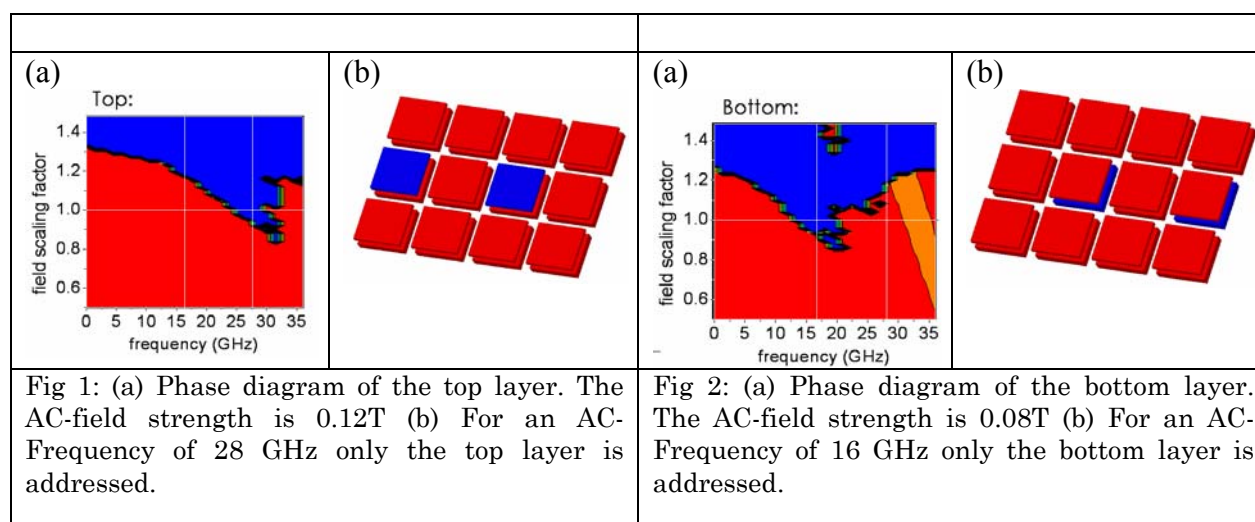 (a)
Top:
1.4
1.2
1.0
0.8
0.6
field scaling factor
0 5 10 15 20 25 30 35
frequency (GHz)
(b)
(a)
Bottom:
1.4
1.2
1.0
0.8
0.6
field scaling factor
0 5 10 15 20 25 30 35
frequency (GHz)
(b)
Fig 1: (a) Phase diagram of the top layer. The
AC-field strength is 0.12T (b) For an AC-
Frequency of 28 GHz only the top layer is
addressed.
Fig 2: (a) Phase diagram of the bottom layer.
The AC-field strength is 0.08T (b) For an AC-
Frequency of 16 GHz only the bottom layer is
addressed.